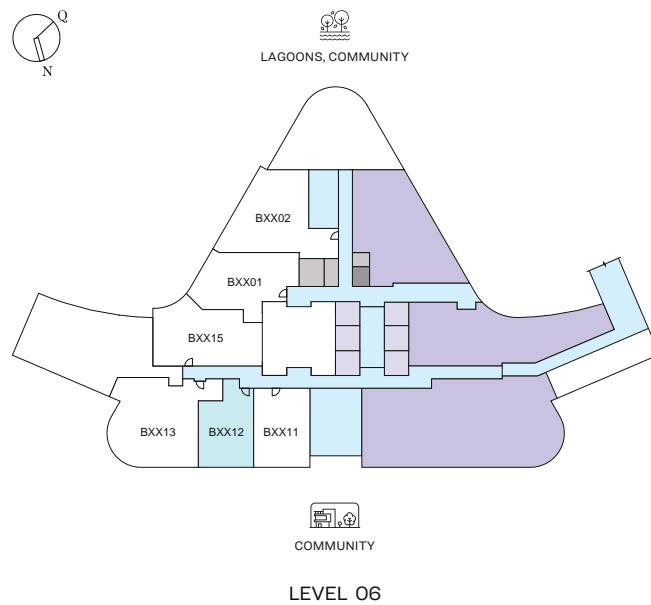 Q
N
LAGOONS, COMMUNITY
BXX02
BXX01
BXX15
BXX13
BXX12
BXX11
COMMUNITY
LEVEL 06